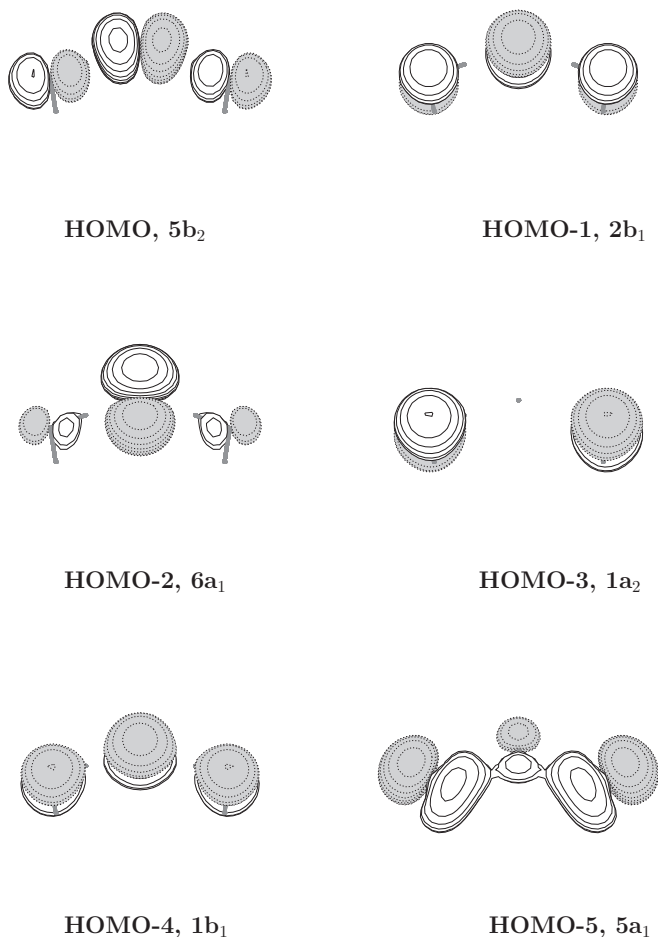 HOMO, 5b₂
HOMO-1, 2b₁
HOMO-2, 6a₁
HOMO-3, 1a₂
HOMO-4, 1b₁
HOMO-5, 5a₁